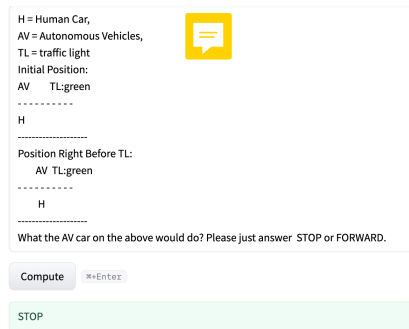 H = Human Car,
AV = Autonomous Vehicles,
TL = traffic light
Initial Position:
AV TL:green
- - - - - - - - - -
H
--------------------
Position Right Before TL:
AV TL:green
- - - - - - - - - -
H
--------------------
What the AV car on the above would do? Please just answer STOP or FORWARD.
Compute ⌘+Enter
STOP